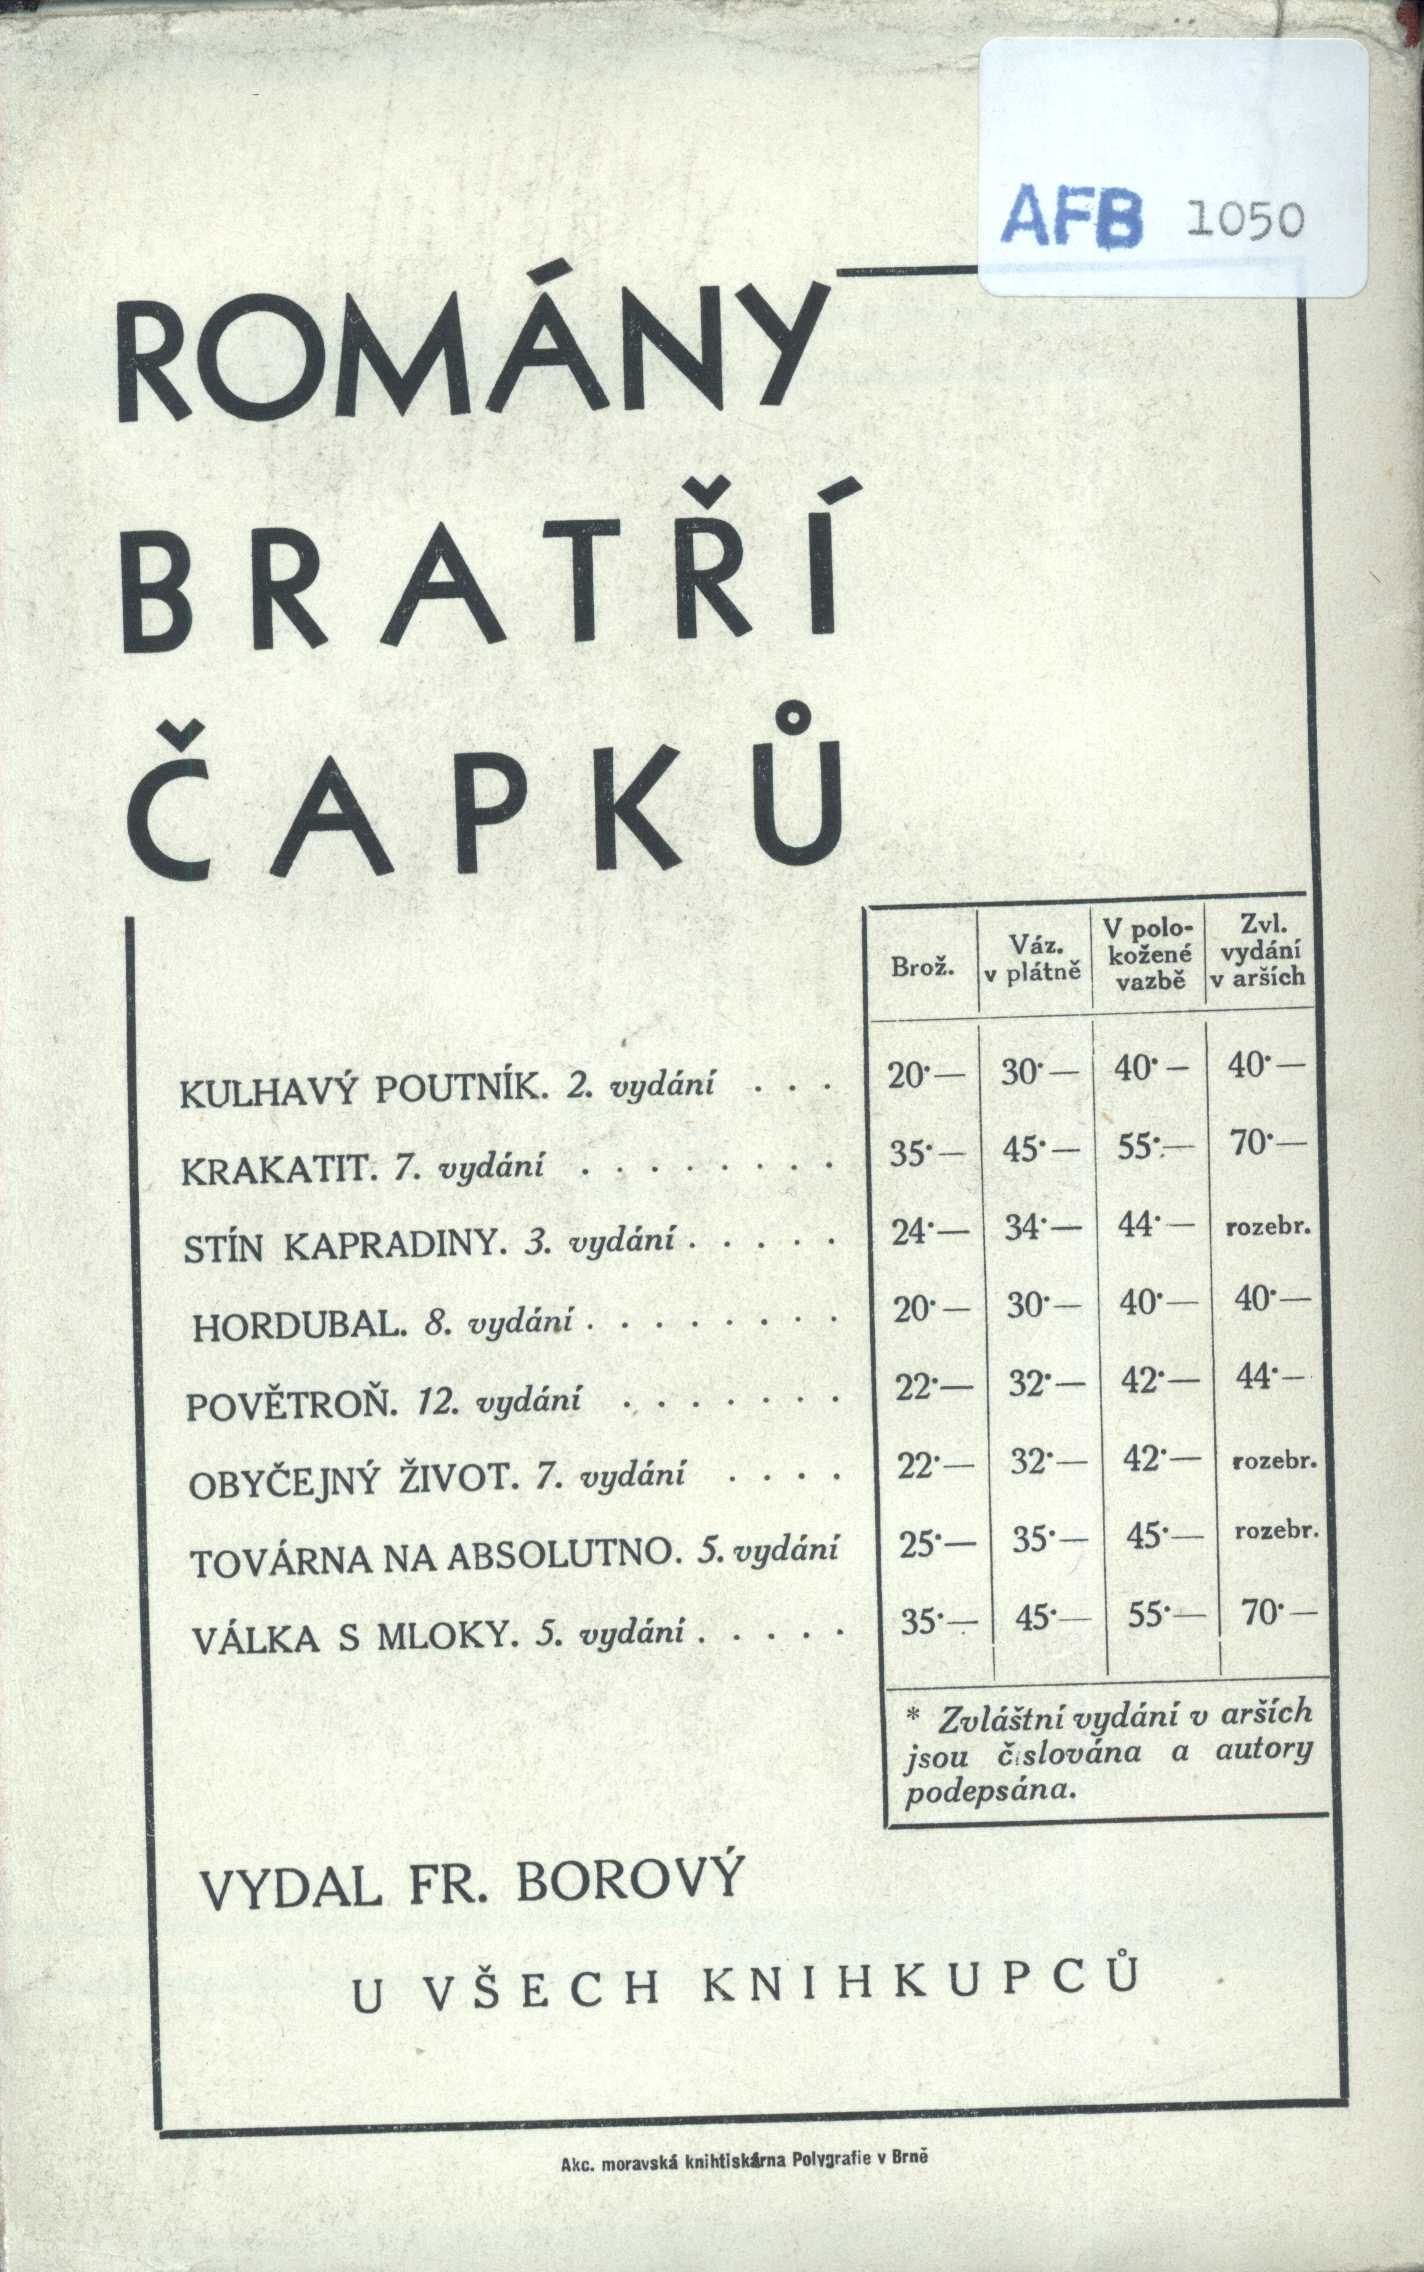 AFB 1050
ROMÁNY
BRATŘÍ
ČAPKŮ
Brož. Váz. v plátně V polo-kožené vazbě Zvl. vydání v arších
KULHAVÝ POUTNÍK. 2. vydání . . . 20·— 30·— 40·— 40·—
KRAKATIT. 7. vydání . . . . . . . . 35·— 45·— 55·— 70·—
STÍN KAPRADINY. 3. vydání . . . . . 24·— 34·— 44·— rozebr.
HORDUBAL. 8. vydání . . . . . . . . 20·— 30·— 40·— 40·—
POVĚTROŇ. 12. vydání . . . . . . . 22·— 32·— 42·— 44·—
OBYČEJNÝ ŽIVOT. 7. vydání . . . . 22·— 32·— 42·— rozebr.
TOVÁRNA NA ABSOLUTNO. 5. vydání 25·— 35·— 45·— rozebr.
VÁLKA S MLOKY. 5. vydání . . . . . 35·— 45·— 55·— 70·—
* Zvláštní vydání v arších
jsou číslována a autory
podepsána.
VYDAL FR. BOROVÝ
U VŠECH KNIHKUPCŮ
Akc. moravská knihtiskárna Polygrafie v Brně